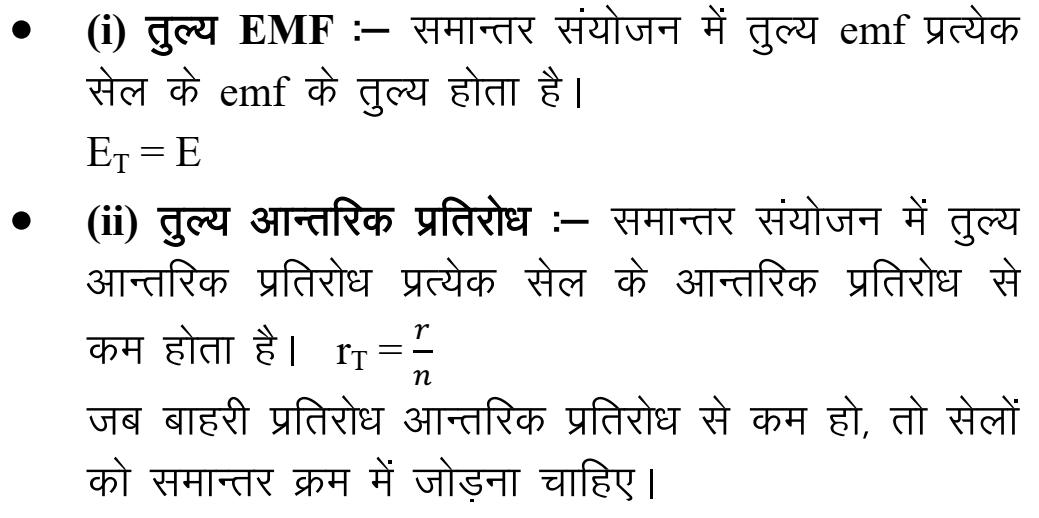 • (i) तुल्य EMF :– समान्तर संयोजन में तुल्य emf प्रत्येक
सेल के emf के तुल्य होता है।
E_T = E
• (ii) तुल्य आन्तरिक प्रतिरोध :– समान्तर संयोजन में तुल्य
आन्तरिक प्रतिरोध प्रत्येक सेल के आन्तरिक प्रतिरोध से
कम होता है। r_T = r/n
जब बाहरी प्रतिरोध आन्तरिक प्रतिरोध से कम हो, तो सेलों
को समान्तर क्रम में जोड़ना चाहिए।